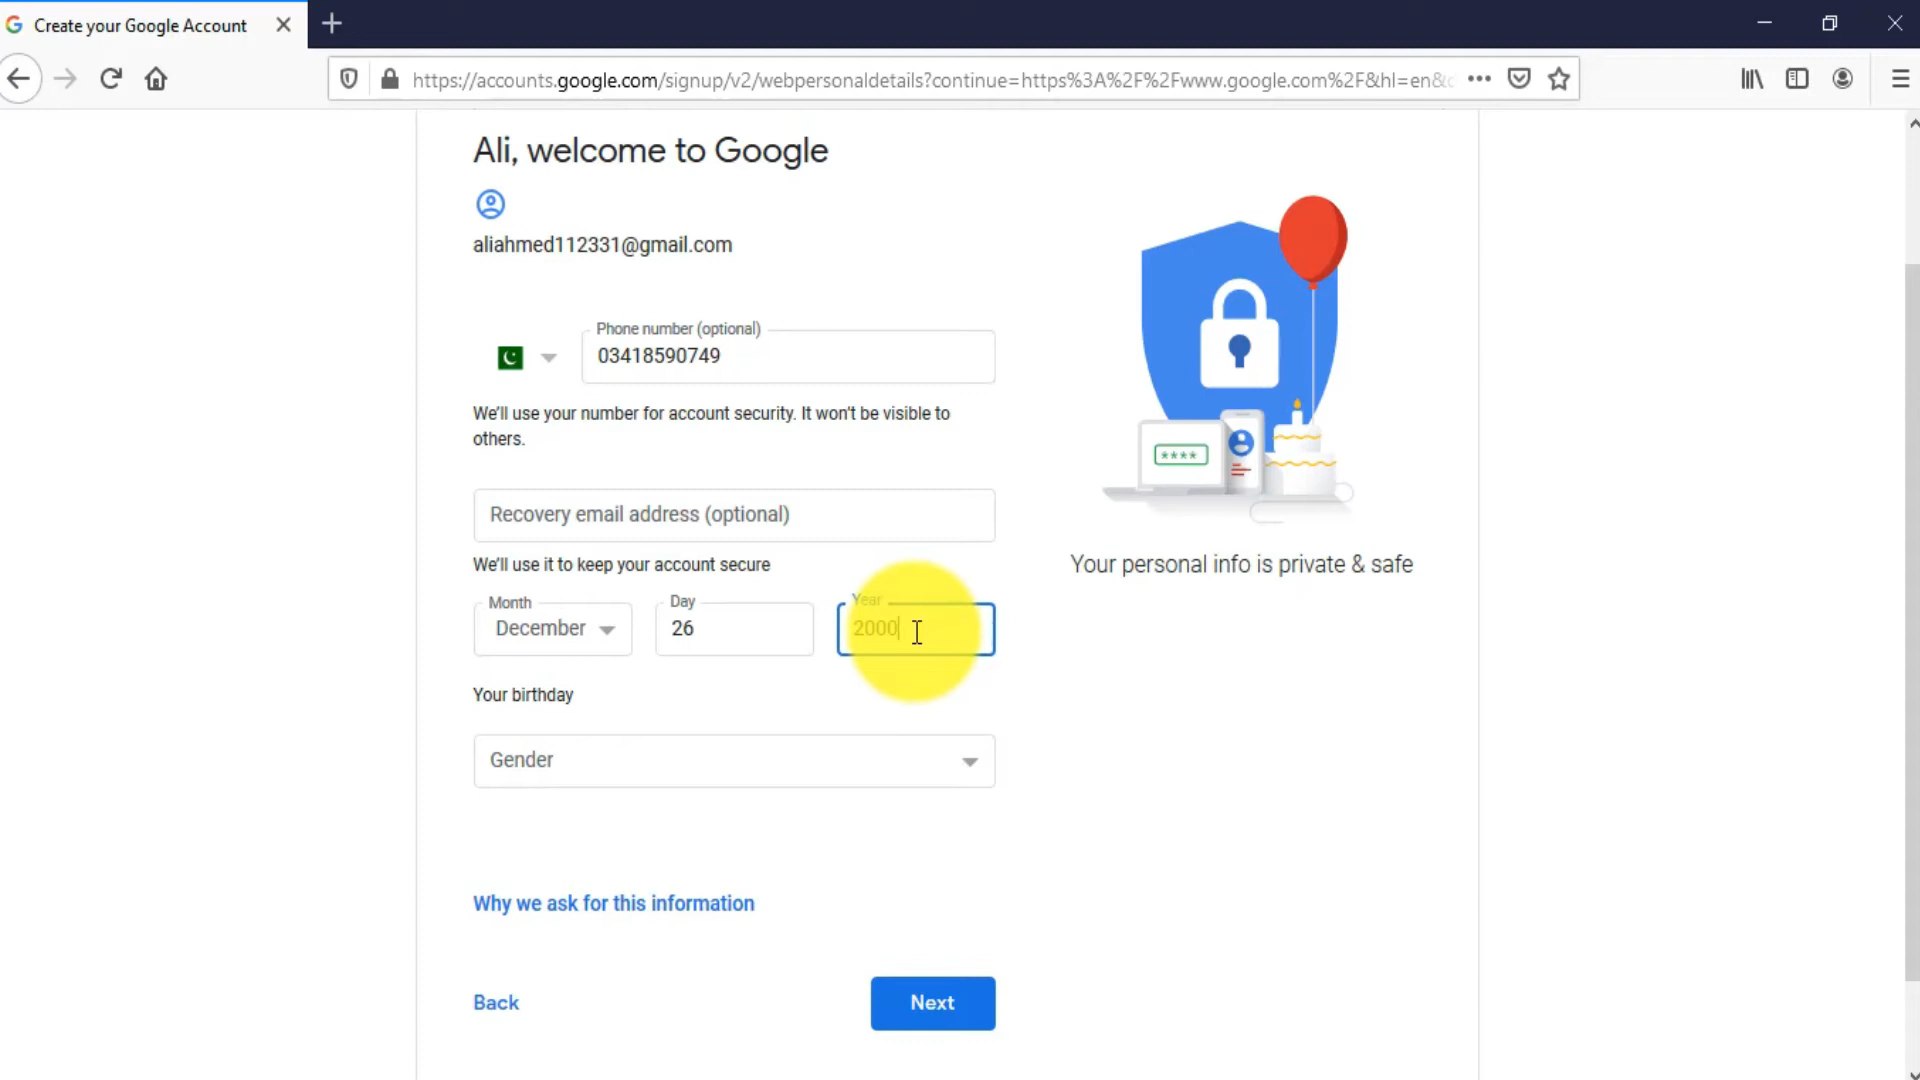 Create your Google Account
https://accounts.google.com/signup/v2/webpersonaldetails?continue=https%3A%2F%2Fwww.google.com%2F&hl=en&
Ali, welcome to Google
aliahmed112331@gmail.com
Phone number (optional)
03418590749
We'll use your number for account security. It won't be visible to
others.
Recovery email address (optional)
We'll use it to keep your account secure
Month
Day
Year
December
26
2000
Your birthday
Gender
Why we ask for this information
Back
Next
****
Your personal info is private & safe